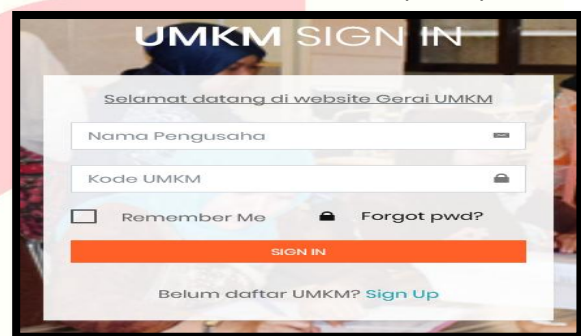 UMKM SIGN IN
Selamat datang di website Gerai UMKM
Nama Pengusaha
Kode UMKM
Remember Me Forgot pwd?
SIGN IN
Belum daftar UMKM? Sign Up